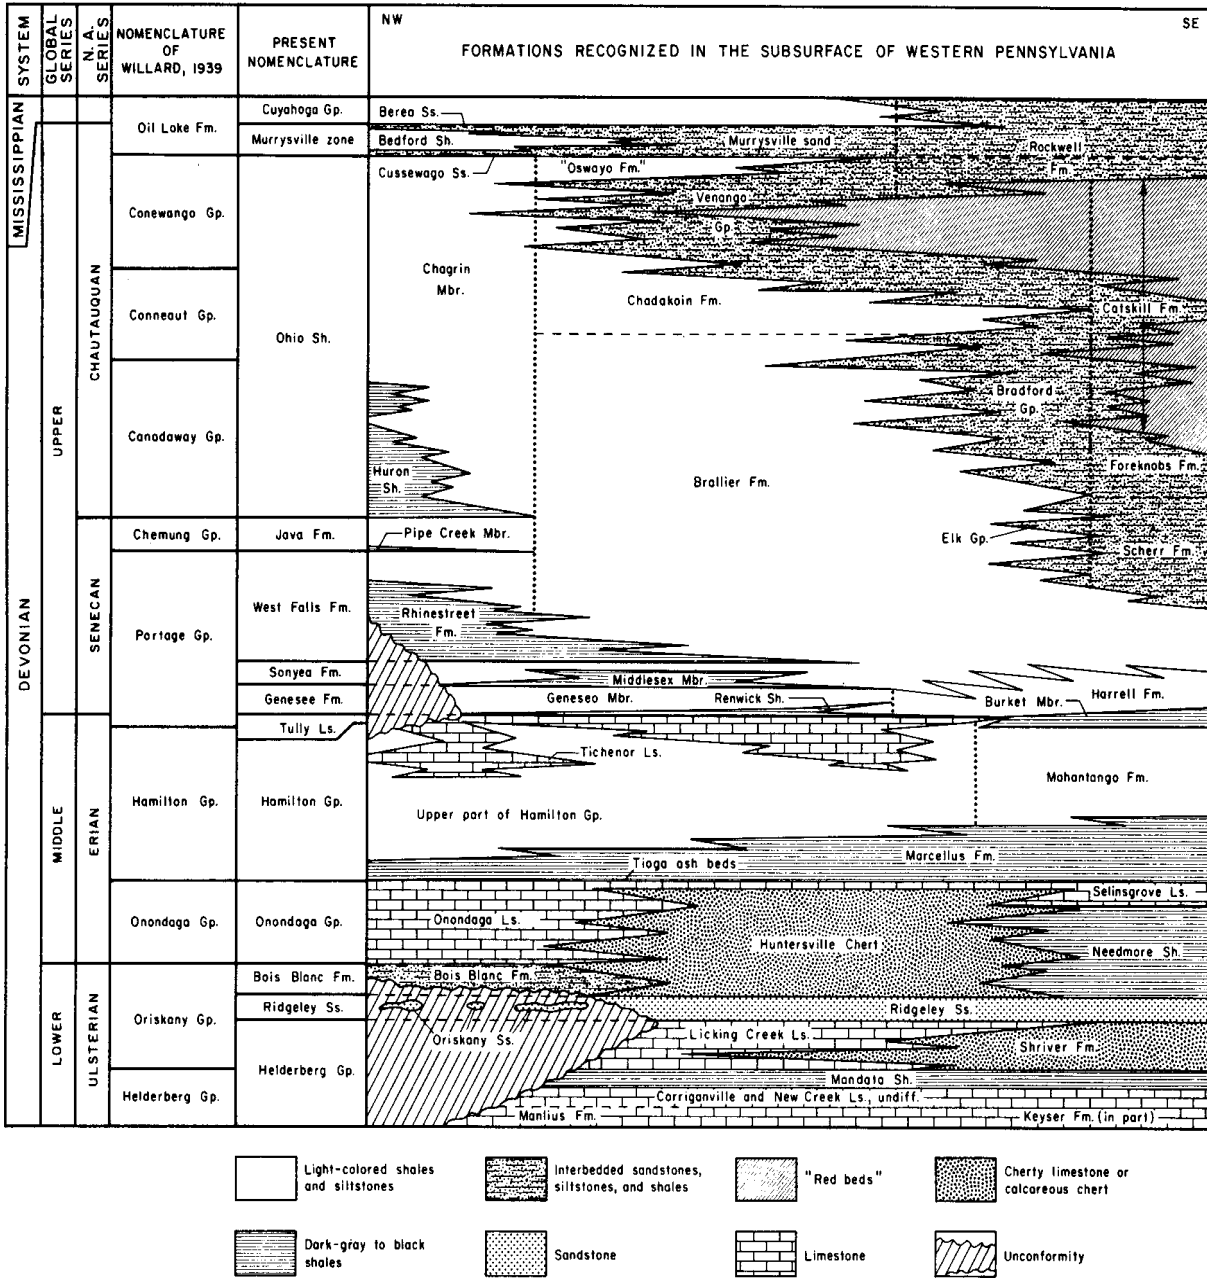 SYSTEM
GLOBAL
SERIES
N. A.
SERIES
NOMENCLATURE
OF
WILLARD, 1939
PRESENT
NOMENCLATURE
NW
SE
FORMATIONS RECOGNIZED IN THE SUBSURFACE OF WESTERN PENNSYLVANIA
MISSISSIPPIAN
DEVONIAN
UPPER
MIDDLE
LOWER
CHAUTAUQUAN
SENECAN
ERIAN
ULSTERIAN
Oil Lake Fm.
Conewango Gp.
Conneaut Gp.
Canadaway Gp.
Chemung Gp.
Portage Gp.
Hamilton Gp.
Onondaga Gp.
Oriskany Gp.
Helderberg Gp.
Cuyahoga Gp.
Murrysville zone
Ohio Sh.
Java Fm.
West Falls Fm.
Sonyea Fm.
Genesee Fm.
Tully Ls.
Hamilton Gp.
Onondaga Gp.
Bois Blanc Fm.
Ridgeley Ss.
Helderberg Gp.
Berea Ss.
Bedford Sh.
Murrysville sand
Rockwell
Fm.
Cussewago Ss.
"Oswayo Fm."
Venango
Gp.
Chagrin
Mbr.
Chadakoin Fm.
Catskill Fm.
Bradford
Gp.
Huron
Sh.
Brallier Fm.
Foreknobs Fm.
Pipe Creek Mbr.
Elk Gp.
Scherr Fm.
Rhinestreet
Fm.
Middlesex Mbr.
Geneseo Mbr.
Renwick Sh.
Harrell Fm.
Burket Mbr.
Tichenor Ls.
Mahantango Fm.
Upper part of Hamilton Gp.
Marcellus Fm.
Tioga ash beds
Selinsgrove Ls.
Onondaga Ls.
Huntersville Chert
Needmore Sh.
Bois Blanc Fm.
Ridgeley Ss.
Oriskany Ss.
Licking Creek Ls.
Shriver Fm.
Mandata Sh.
Corriganville and New Creek Ls., undiff.
Manlius Fm.
Keyser Fm. (in part)
Light-colored shales
and siltstones
Interbedded sandstones,
siltstones, and shales
"Red beds"
Cherty limestone or
calcareous chert
Dark-gray to black
shales
Sandstone
Limestone
Unconformity